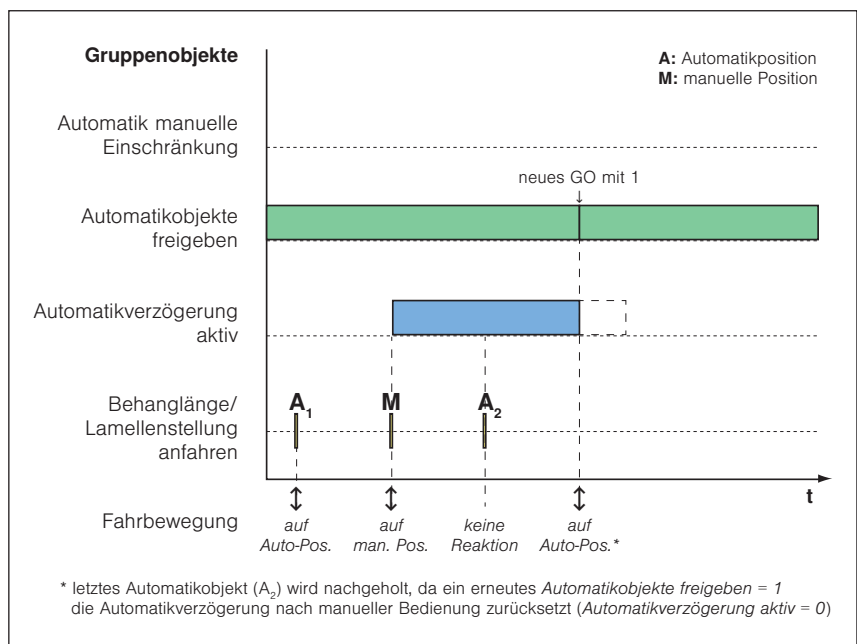 Gruppenobjekte
A: Automatikposition
M: manuelle Position
Automatik manuelle
Einschränkung
neues GO mit 1
Automatikobjekte
freigeben
Automatikverzögerung
aktiv
Behanglänge/
Lamellenstellung
anfahren
A₁
M
A₂
t
Fahrbewegung
auf
Auto-Pos.
auf
man. Pos.
keine
Reaktion
auf
Auto-Pos.*
* letztes Automatikobjekt (A₂) wird nachgeholt, da ein erneutes Automatikobjekte freigeben = 1
die Automatikverzögerung nach manueller Bedienung zurücksetzt (Automatikverzögerung aktiv = 0)